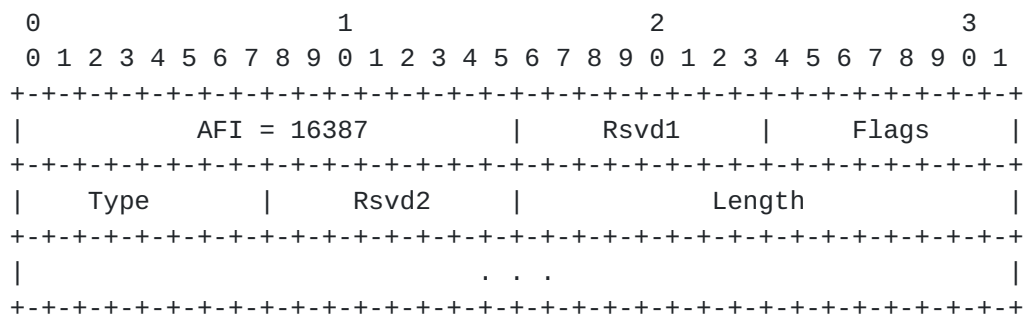 0                   1                   2                   3
 0 1 2 3 4 5 6 7 8 9 0 1 2 3 4 5 6 7 8 9 0 1 2 3 4 5 6 7 8 9 0 1
+-+-+-+-+-+-+-+-+-+-+-+-+-+-+-+-+-+-+-+-+-+-+-+-+-+-+-+-+-+-+-+-+
|           AFI = 16387         |     Rsvd1     |     Flags     |
+-+-+-+-+-+-+-+-+-+-+-+-+-+-+-+-+-+-+-+-+-+-+-+-+-+-+-+-+-+-+-+-+
|    Type       |     Rsvd2     |            Length             |
+-+-+-+-+-+-+-+-+-+-+-+-+-+-+-+-+-+-+-+-+-+-+-+-+-+-+-+-+-+-+-+-+
|                             . . .                             |
+-+-+-+-+-+-+-+-+-+-+-+-+-+-+-+-+-+-+-+-+-+-+-+-+-+-+-+-+-+-+-+-+